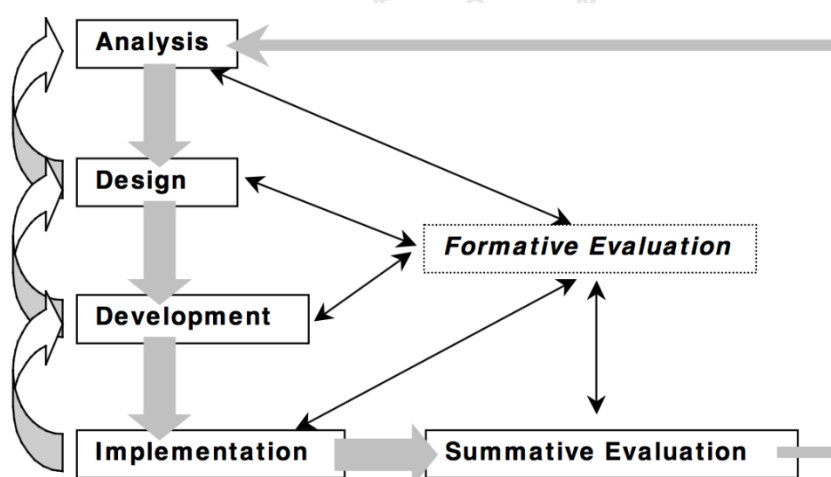 Analysis
Design
Formative Evaluation
Development
Implementation
Summative Evaluation